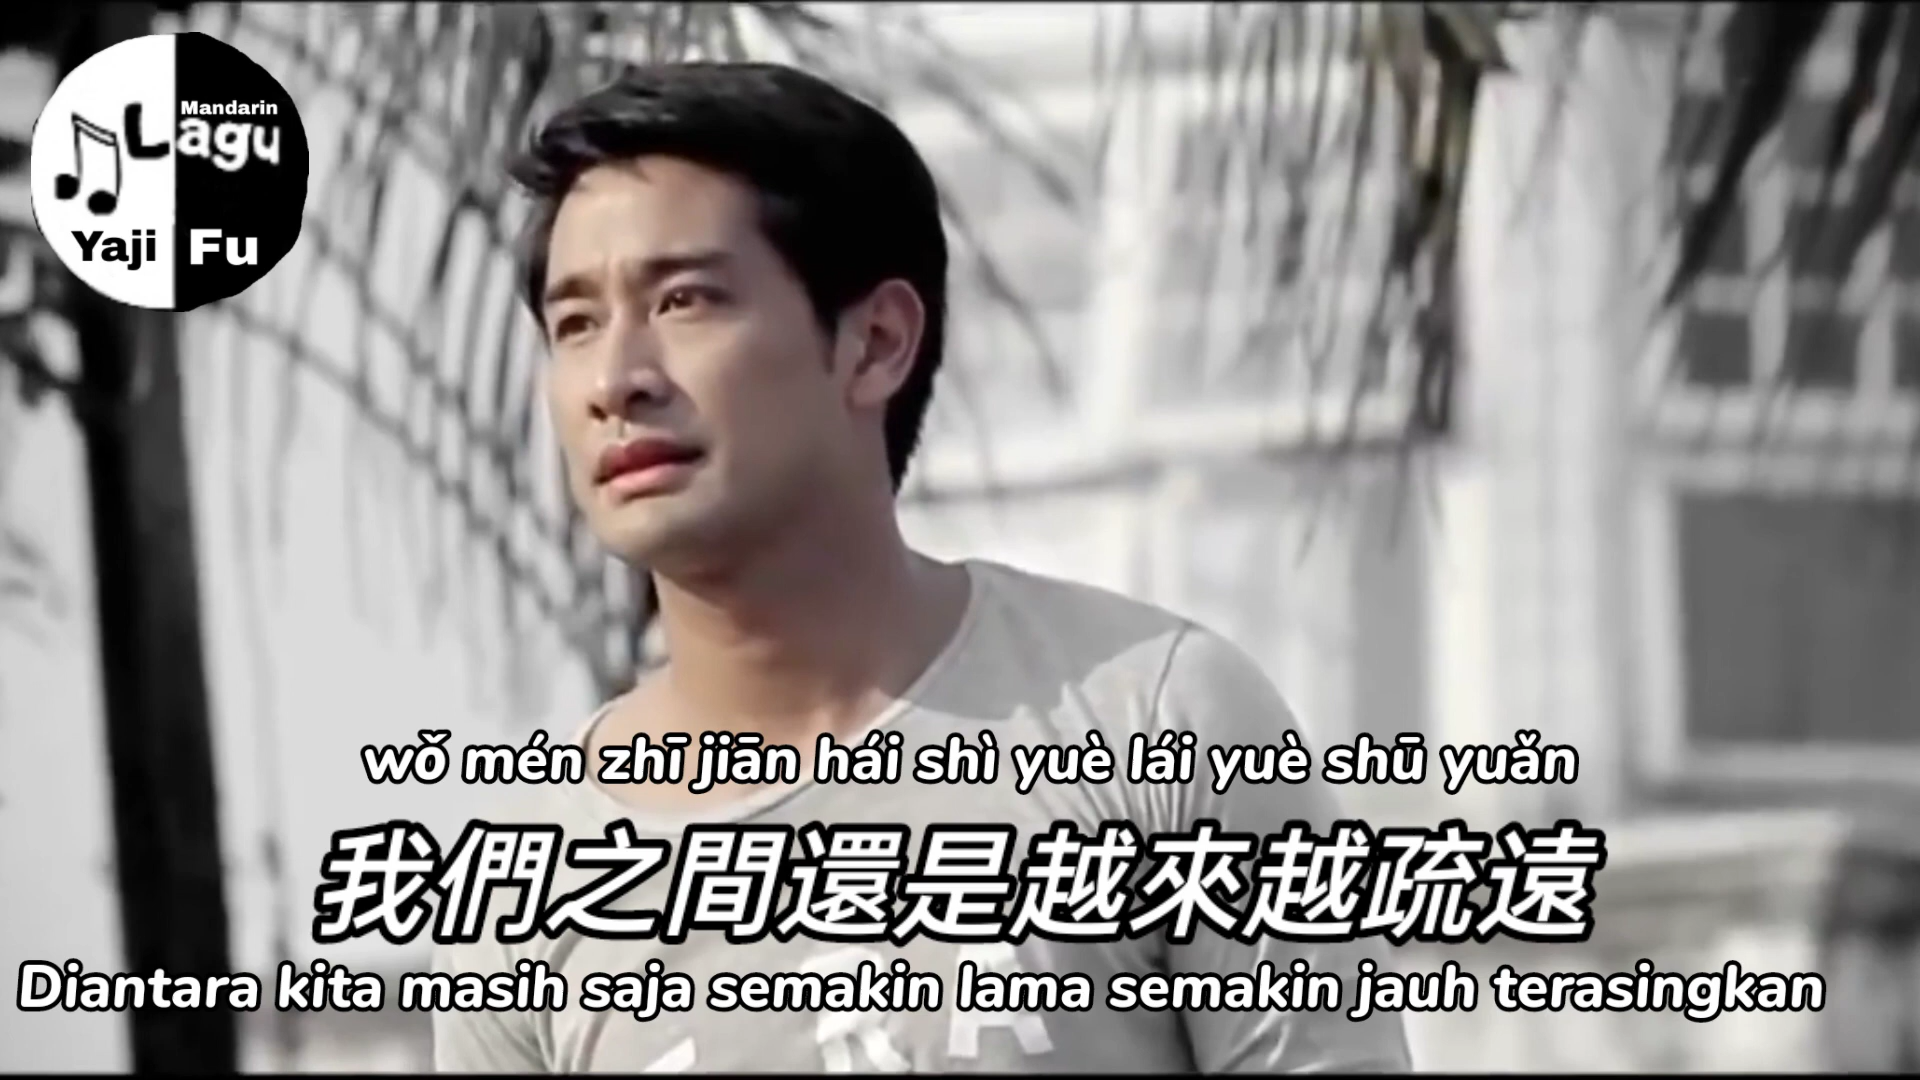 Mandarin
Lagu
Yaji Fu
wǒ mén zhī jiān hái shì yuè lái yuè shū yuǎn
我們之間還是越來越疏遠
Diantara kita masih saja semakin lama semakin jauh terasingkan